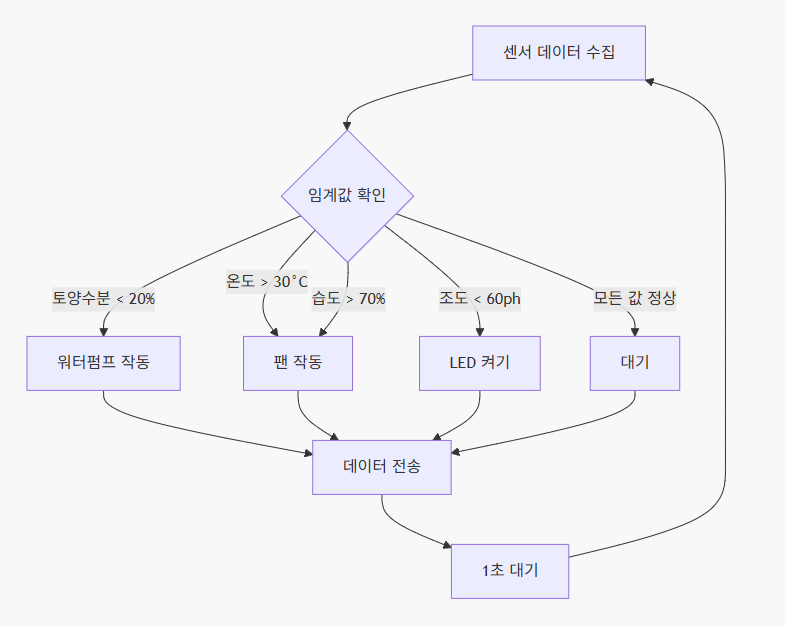 센서 데이터 수집
임계값 확인
토양수분 < 20%
온도 > 30°C
습도 > 70%
조도 < 60ph
모든 값 정상
워터펌프 작동
팬 작동
LED 켜기
대기
데이터 전송
1초 대기